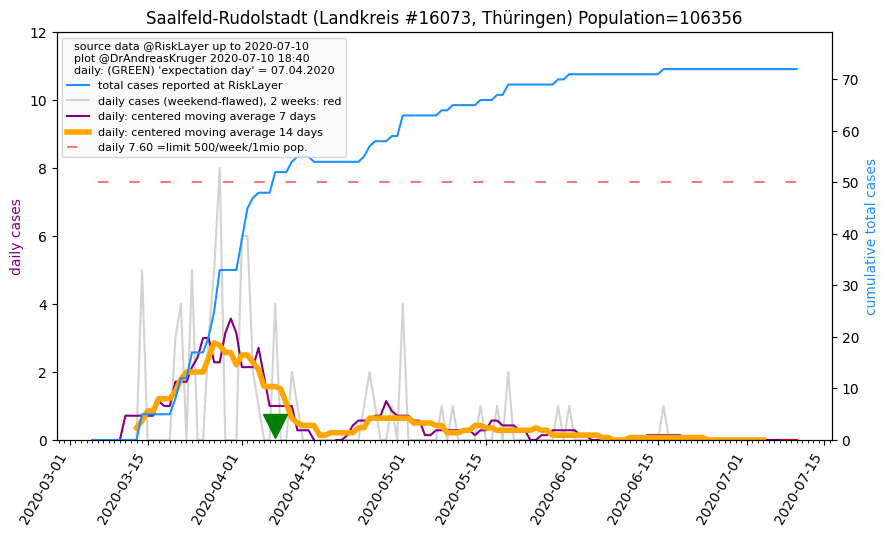 Saalfeld-Rudolstadt (Landkreis #16073, Thüringen) Population=106356
source data @RiskLayer up to 2020-07-10
plot @DrAndreasKruger 2020-07-10 18:40
daily: (GREEN) 'expectation day' = 07.04.2020
total cases reported at RiskLayer
daily cases (weekend-flawed), 2 weeks: red
daily: centered moving average 7 days
daily: centered moving average 14 days
daily 7.60 =limit 500/week/1mio pop.
daily cases
12
10
8
6
4
2
0
70
60
50
40
30
20
10
0
cumulative total cases
2020-03-01
2020-03-15
2020-04-01
2020-04-15
2020-05-01
2020-05-15
2020-06-01
2020-06-15
2020-07-01
2020-07-15